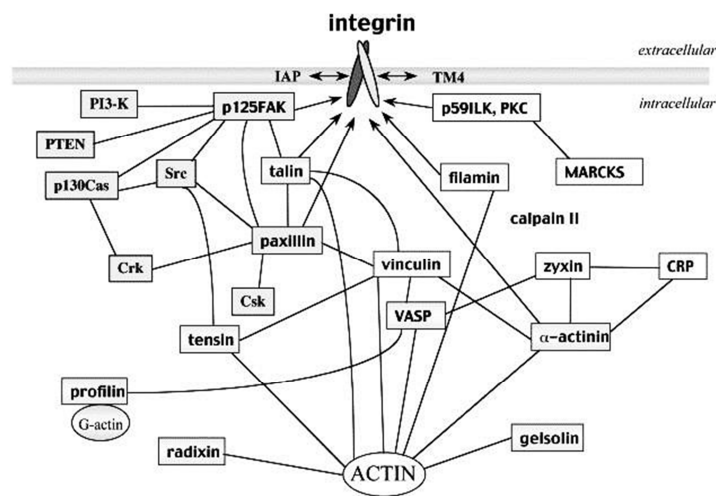 integrin
extracellular
IAP
TM4
intracellular
PI3-K
p125FAK
p59ILK, PKC
PTEN
p130Cas
Src
talin
filamin
MARCKS
calpain II
paxillin
Crk
vinculin
zyxin
CRP
Csk
VASP
tensin
α-actinin
profilin
G-actin
radixin
gelsolin
ACTIN